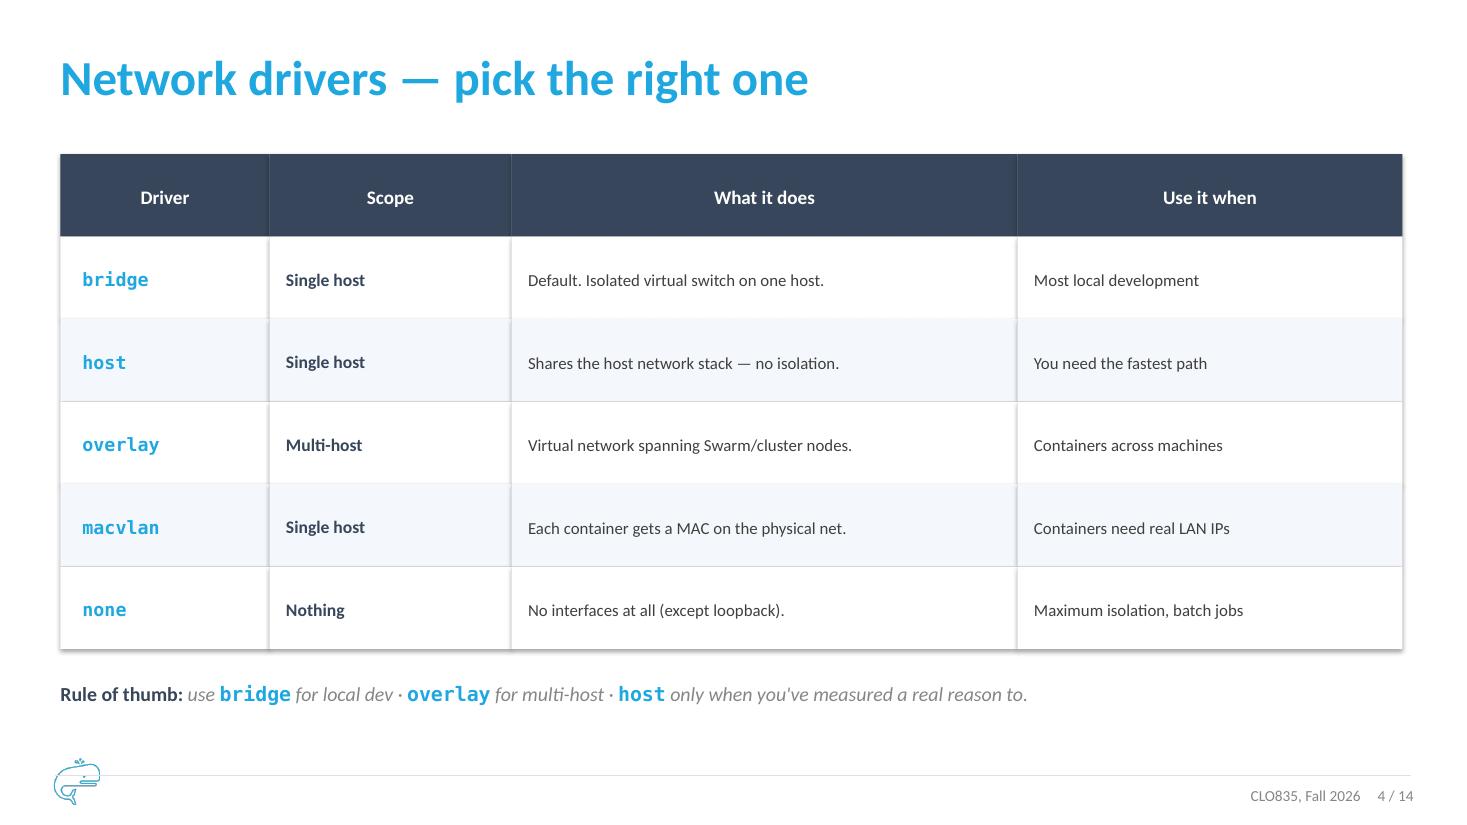 Network drivers — pick the right one
Driver Scope What it does Use it when
bridge Single host Default. Isolated virtual switch on one host. Most local development
host Single host Shares the host network stack — no isolation. You need the fastest path
overlay Multi-host Virtual network spanning Swarm/cluster nodes. Containers across machines
macvlan Single host Each container gets a MAC on the physical net. Containers need real LAN IPs
none Nothing No interfaces at all (except loopback). Maximum isolation, batch jobs
Rule of thumb: use bridge for local dev · overlay for multi-host · host only when you've measured a real reason to.
CLO835, Fall 2026 4 / 14